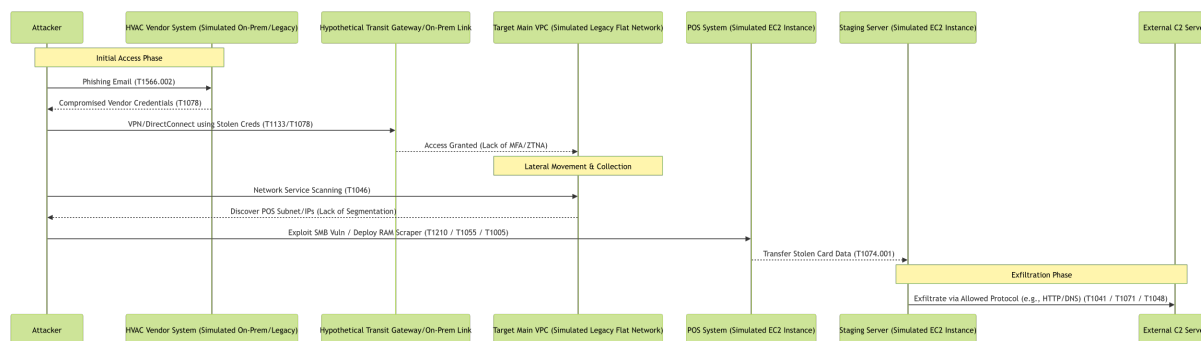 Attacker
HVAC Vendor System (Simulated On-Prem/Legacy)
Hypothetical Transit Gateway/On-Prem Link
Target Main VPC (Simulated Legacy Flat Network)
POS System (Simulated EC2 Instance)
Staging Server (Simulated EC2 Instance)
External C2 Serve
Initial Access Phase
Phishing Email (T1566.002)
Compromised Vendor Credentials (T1078)
VPN/DirectConnect using Stolen Creds (T1133/T1078)
Access Granted (Lack of MFA/ZTNA)
Lateral Movement & Collection
Network Service Scanning (T1046)
Discover POS Subnet/IPs (Lack of Segmentation)
Exploit SMB Vuln / Deploy RAM Scraper (T1210 / T1055 / T1005)
Transfer Stolen Card Data (T1074.001)
Exfiltration Phase
Exfiltrate via Allowed Protocol (e.g., HTTP/DNS) (T1041 / T1071 / T1048)
Attacker
HVAC Vendor System (Simulated On-Prem/Legacy)
Hypothetical Transit Gateway/On-Prem Link
Target Main VPC (Simulated Legacy Flat Network)
POS System (Simulated EC2 Instance)
Staging Server (Simulated EC2 Instance)
External C2 Serve